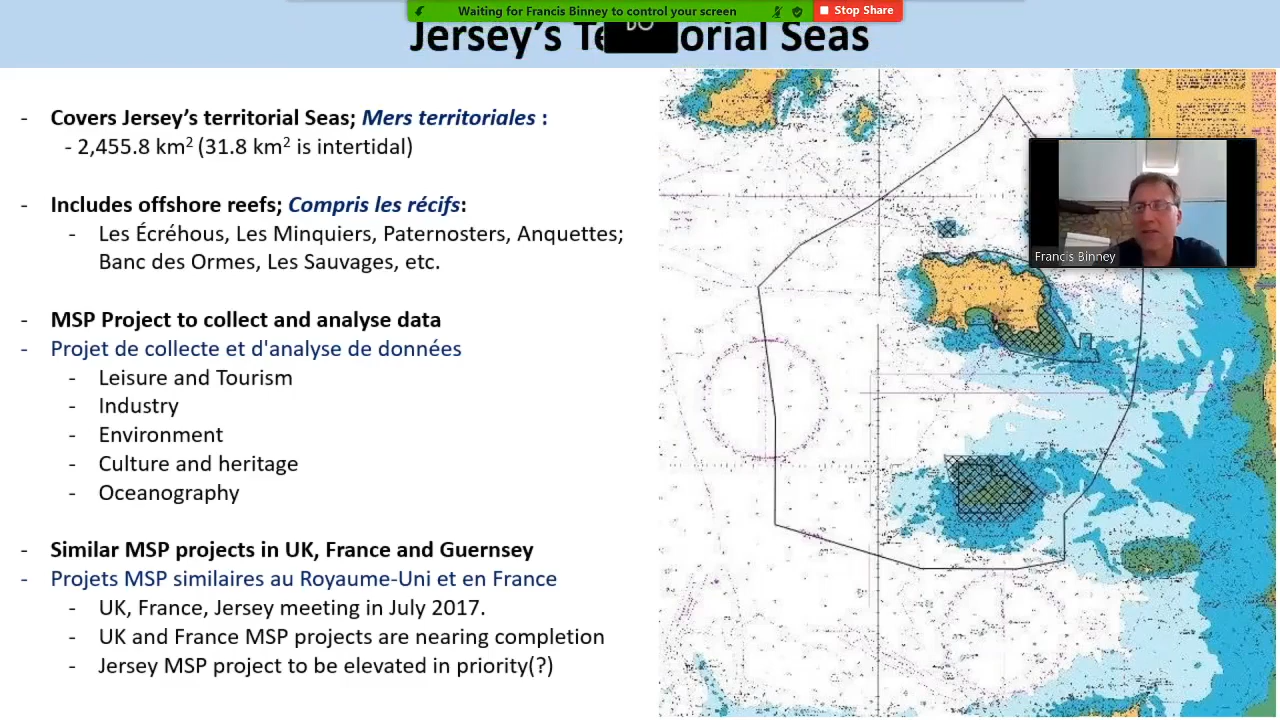 Waiting for Francis Binney to control your screen
Stop Share
Jersey's Te orial Seas
- Covers Jersey's territorial Seas; Mers territoriales :
- 2,455.8 km² (31.8 km² is intertidal)
- Includes offshore reefs; Compris les récifs:
- Les Écréhous, Les Minquiers, Paternosters, Anquettes;
Banc des Ormes, Les Sauvages, etc.
- MSP Project to collect and analyse data
- Projet de collecte et d'analyse de données
- Leisure and Tourism
- Industry
- Environment
- Culture and heritage
- Oceanography
- Similar MSP projects in UK, France and Guernsey
- Projets MSP similaires au Royaume-Uni et en France
- UK, France, Jersey meeting in July 2017.
- UK and France MSP projects are nearing completion
- Jersey MSP project to be elevated in priority(?)
Francis Binney